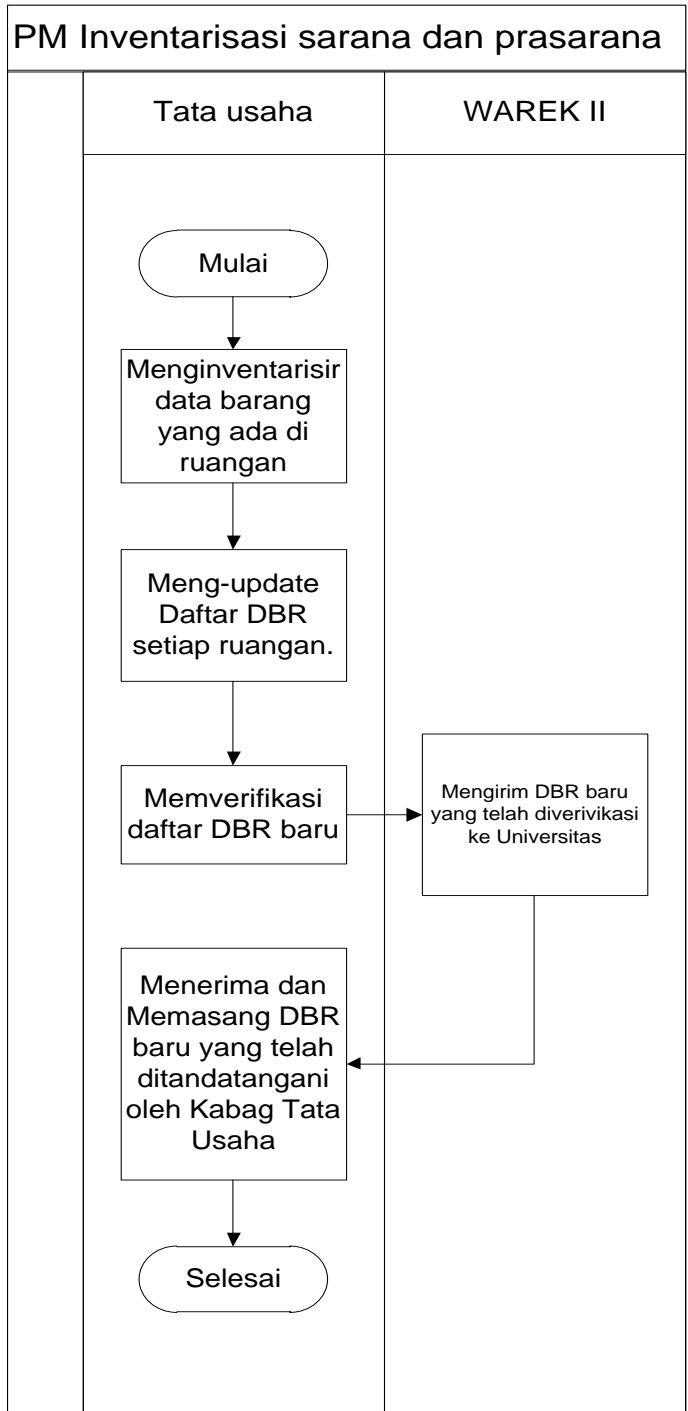 PM Inventarisasi sarana dan prasarana
Tata usaha
WAREK II
Mulai
Menginventarisir
data barang
yang ada di
ruangan
Meng-update
Daftar DBR
setiap ruangan.
Memverifikasi
daftar DBR baru
Mengirim DBR baru
yang telah diverivikasi
ke Universitas
Menerima dan
Memasang DBR
baru yang telah
ditandatangani
oleh Kabag Tata
Usaha
Selesai